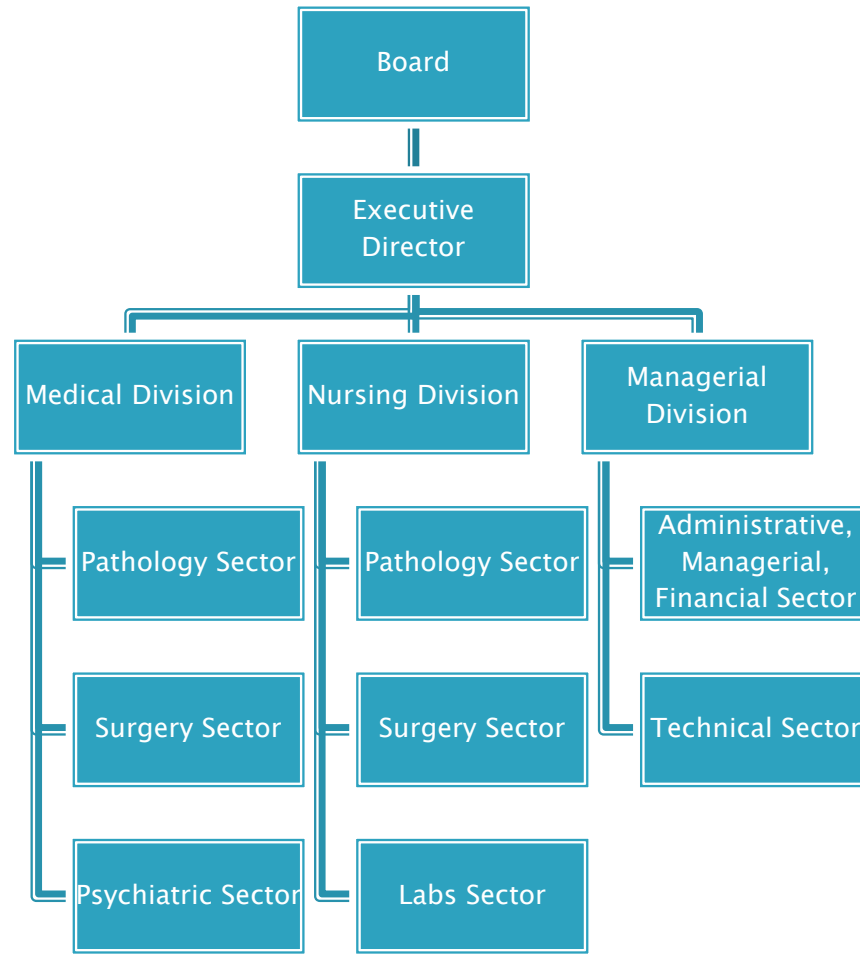 Board
Executive
Director
Medical Division
Nursing Division
Managerial
Division
Pathology Sector
Pathology Sector
Administrative,
Managerial,
Financial Sector
Surgery Sector
Surgery Sector
Technical Sector
Psychiatric Sector
Labs Sector